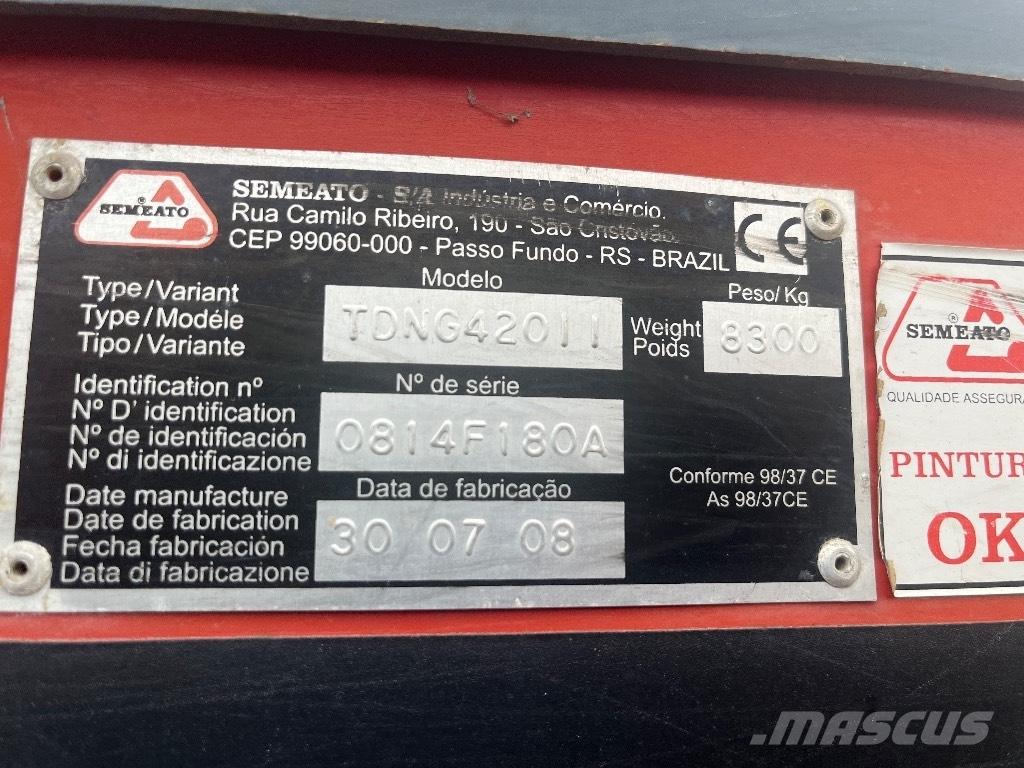 SEMEATO
SEMEATO - S/A Indústria e Comércio.
Rua Camilo Ribeiro, 190 - São Cristovão.
CEP 99060-000 - Passo Fundo - RS - BRAZIL
CE
Modelo
Peso/Kg
Type/Variant
Type/Modéle
Tipo/Variante
TDNG42011
Weight
Poids
8300
Identification nº
Nº D' identification
Nº de identificación
Nº di identificazione
Nº de série
0814F180A
Conforme 98/37 CE
As 98/37CE
Date manufacture
Date de fabrication
Fecha fabricación
Data di fabricazione
Data de fabricação
30 07 08
SEMEATO ®
QUALIDADE ASSEGURA
PINTUR
OK
MASCUS